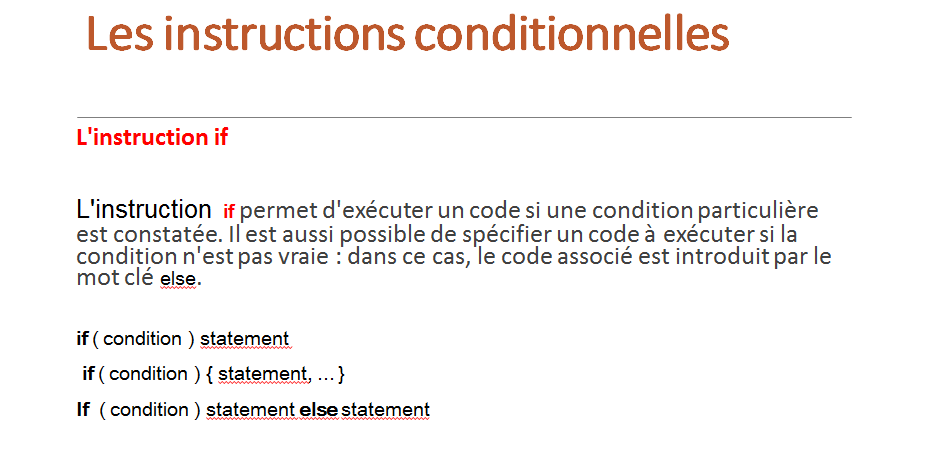 Les instructions conditionnelles
L'instruction if
L'instruction if permet d'exécuter un code si une condition particulière
est constatée. Il est aussi possible de spécifier un code à exécuter si la
condition n'est pas vraie : dans ce cas, le code associé est introduit par le
mot clé else.
if ( condition ) statement
if ( condition ) { statement, ... }
If ( condition ) statement else statement